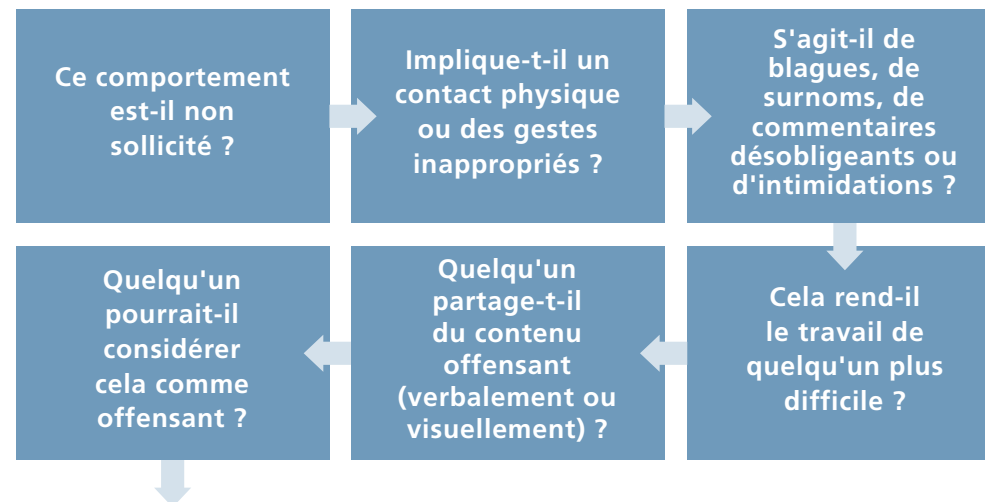 Ce comportement
est-il non
sollicité ?
Implique-t-il un
contact physique
ou des gestes
inappropriés ?
S'agit-il de
blagues, de
surnoms, de
commentaires
désobligeants ou
d'intimidations ?
Cela rend-il
le travail de
quelqu'un plus
difficile ?
Quelqu'un
partage-t-il
du contenu
offensant
(verbalement ou
visuellement) ?
Quelqu'un
pourrait-il
considérer
cela comme
offensant ?